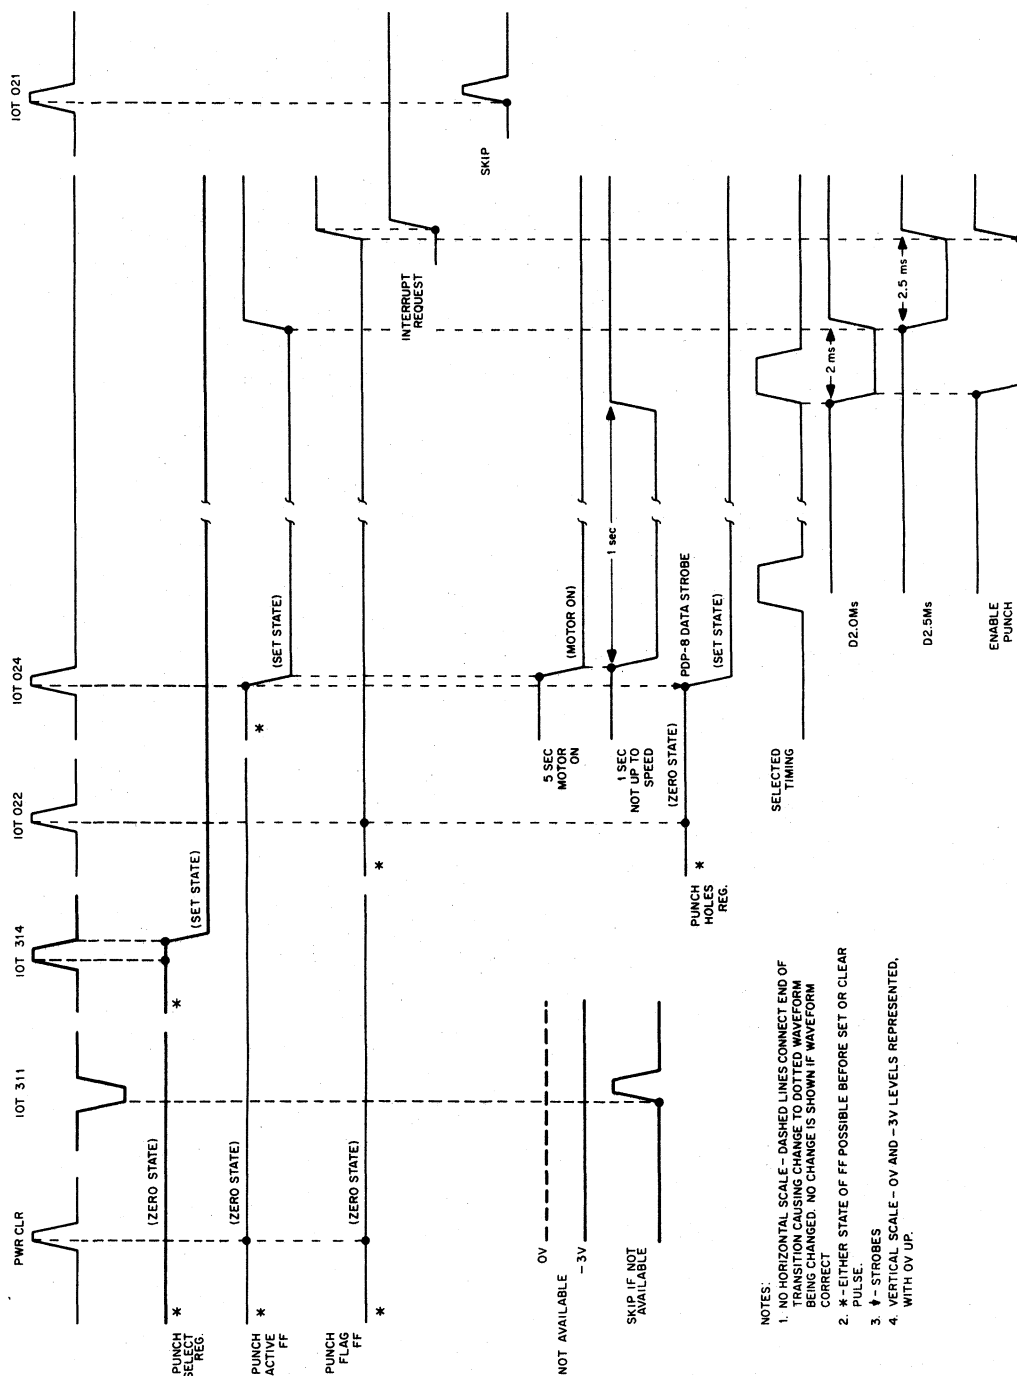 PWR CLR
IOT 311
IOT 314
IOT 022
IOT 024
IOT 021
PUNCH
SELECT
REG.
*
(ZERO STATE)
*
(SET STATE)
PUNCH
ACTIVE
FF
*
(ZERO STATE)
*
(SET STATE)
PUNCH
FLAG
FF
*
(ZERO STATE)
*
INTERRUPT
REQUEST
SKIP
NOT AVAILABLE
0V
-3V
SKIP IF NOT
AVAILABLE
5 SEC
MOTOR
ON
(MOTOR ON)
1 SEC
NOT UP TO
SPEED
1 sec
PUNCH
HOLES
REG.
*
(ZERO STATE)
PDP-8 DATA STROBE
(SET STATE)
SELECTED
TIMING
D2.0Ms
2 ms
D2.5Ms
2.5 ms
ENABLE
PUNCH
NOTES:
1. NO HORIZONTAL SCALE - DASHED LINES CONNECT END OF
TRANSITION CAUSING CHANGE TO DOTTED WAVEFORM
BEING CHANGED. NO CHANGE IS SHOWN IF WAVEFORM
CORRECT
2. * - EITHER STATE OF FF POSSIBLE BEFORE SET OR CLEAR
PULSE.
3. - STROBES
4. VERTICAL SCALE - 0V AND -3V LEVELS REPRESENTED,
WITH 0V UP.